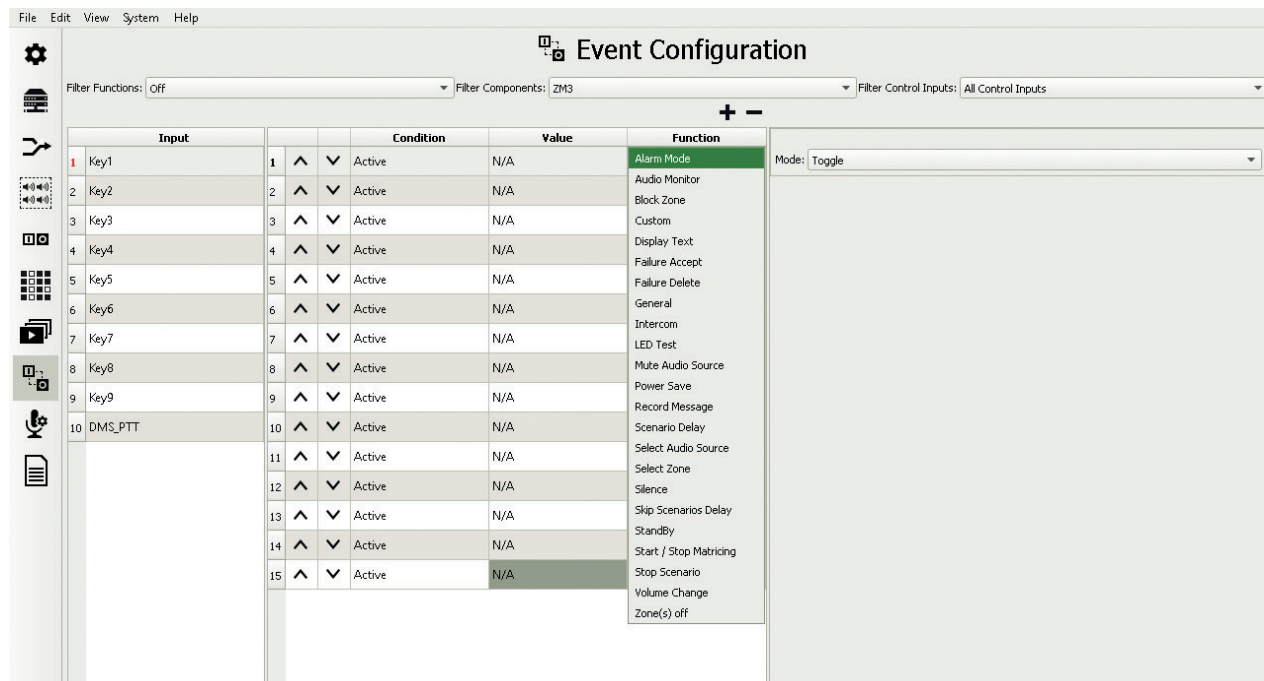 File Edit View System Help
Event Configuration
Filter Functions: Off Filter Components: ZM3 Filter Control Inputs: All Control Inputs
Input Condition Value Function
1 Key1 1 Active N/A Alarm Mode Mode: Toggle
Audio Monitor
2 Key2 2 Active N/A
Block Zone
3 Key3 3 Active N/A Custom
Display Text
4 Key4 4 Active N/A
Failure Accept
5 Key5 5 Active N/A Failure Delete
General
6 Key6 6 Active N/A
Intercom
7 Key7 7 Active N/A LED Test
Mute Audio Source
8 Key8 8 Active N/A
Power Save
9 Key9 9 Active N/A
Record Message
10 DMS_PTT 10 Active N/A Scenario Delay
Select Audio Source
11 Active N/A
Select Zone
12 Active N/A Silence
Skip Scenarios Delay
13 Active N/A
StandBy
14 Active N/A Start / Stop Matricing
15 Active N/A Stop Scenario
Volume Change
Zone(s) off